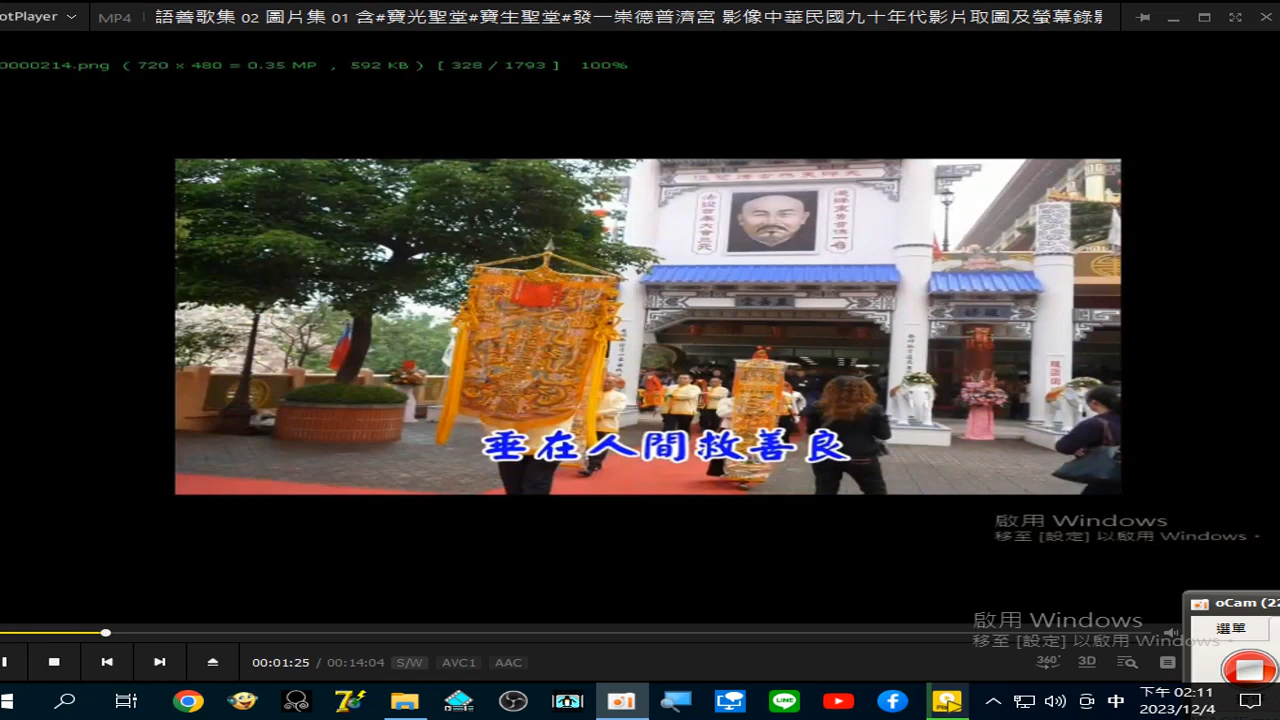 otPlayer
MP4
語善歌集 02 圖片集 01 含#寶光聖堂#寶生聖堂#發一崇德普濟宮 影像中華民國九十年代影片取圖及螢幕錄影
0000214.png ( 720 x 480 = 0.35 MP , 592 KB ) [ 328 / 1793 ] 100%
垂在人間救善良
啟用 Windows
移至 [設定] 以啟用 Windows。
oCam (22
選單
啟用 Windows
移至 [設定] 以啟用 Windows。
00:01:25 / 00:14:04 S/W AVC1 AAC
360°
3D
中
下午 02:11
2023/12/4